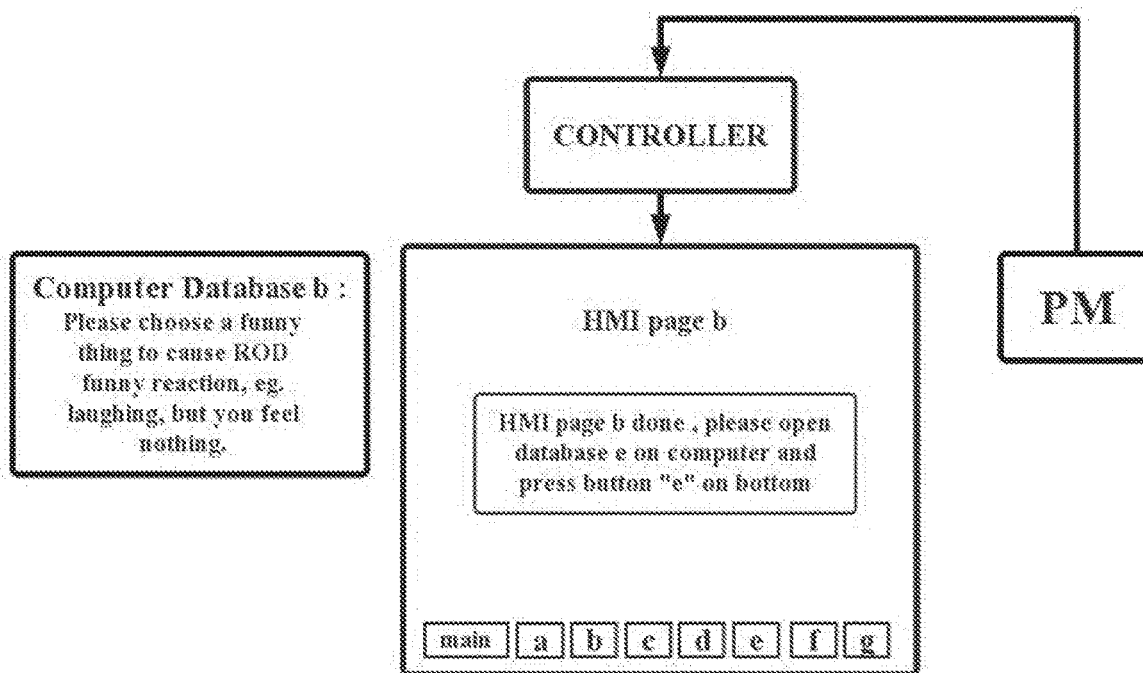 CONTROLLER
Computer Database b :
Please choose a funny
thing to cause ROD
funny reaction, eg.
laughing, but you feel
nothing.
HMI page b
PM
HMI page b done , please open
database e on computer and
press button "e" on bottom
main a b c d e f g